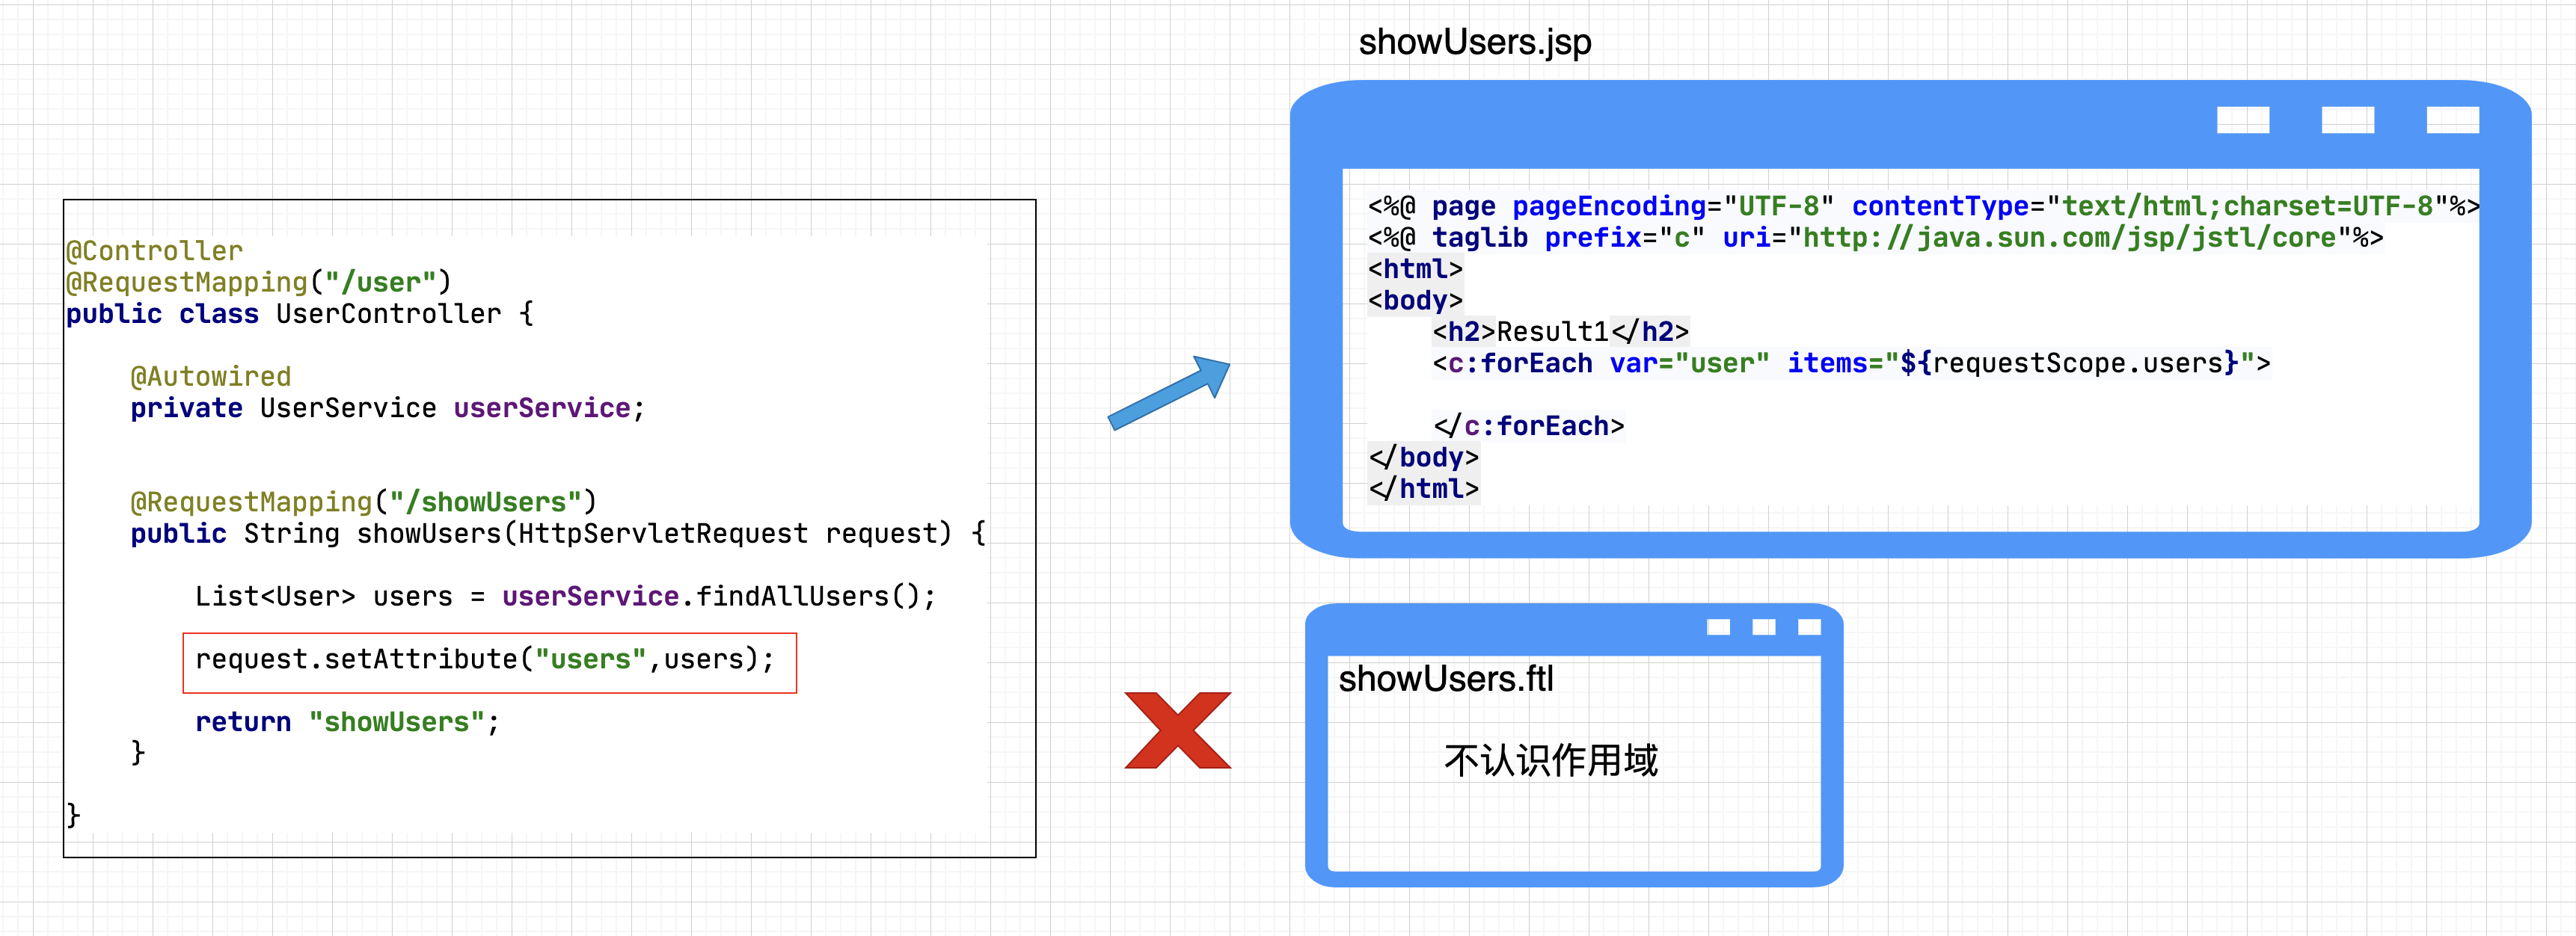 @Controller
@RequestMapping("/user")
public class UserController {
@Autowired
private UserService userService;
@RequestMapping("/showUsers")
public String showUsers(HttpServletRequest request) {
List<User> users = userService.findAllUsers();
request.setAttribute("users",users);
return "showUsers";
}
}
showUsers.jsp
<%@ page pageEncoding="UTF-8" contentType="text/html;charset=UTF-8"%>
<%@ taglib prefix="c" uri="http://java.sun.com/jsp/jstl/core"%>
<html>
<body>
<h2>Result1</h2>
<c:forEach var="user" items="${requestScope.users}">
</c:forEach>
</body>
</html>
showUsers.ftl
不认识作用域